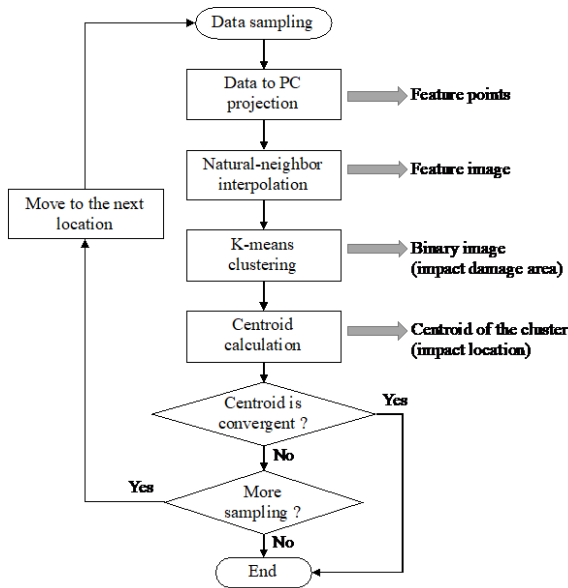 Data sampling
Data to PC
projection
Feature points
Natural-neighbor
interpolation
Feature image
Move to the next
location
K-means
clustering
Binary image
(impact damage area)
Centroid
calculation
Centroid of the cluster
(impact location)
Centroid is
convergent ?
Yes
No
Yes
More
sampling ?
No
End